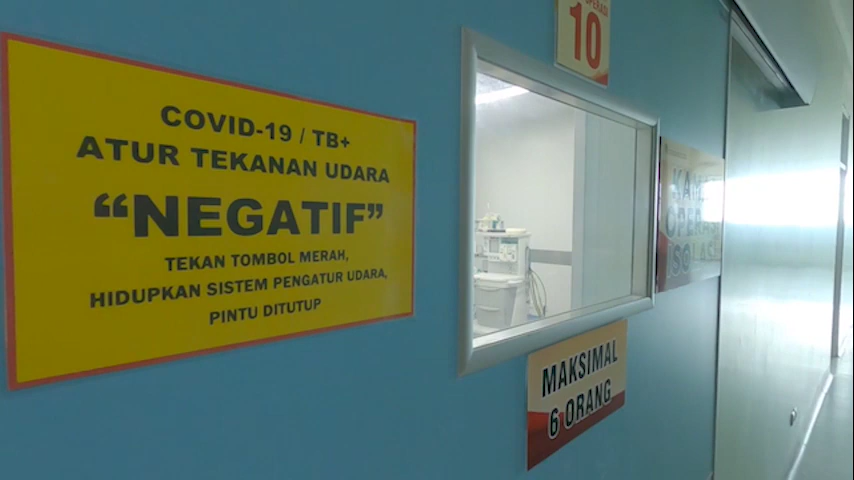 COVID-19 / TB+
ATUR TEKANAN UDARA
“NEGATIF”
TEKAN TOMBOL MERAH,
HIDUPKAN SISTEM PENGATUR UDARA,
PINTU DITUTUP
OPERASI
10
MAKSIMAL
6 ORANG